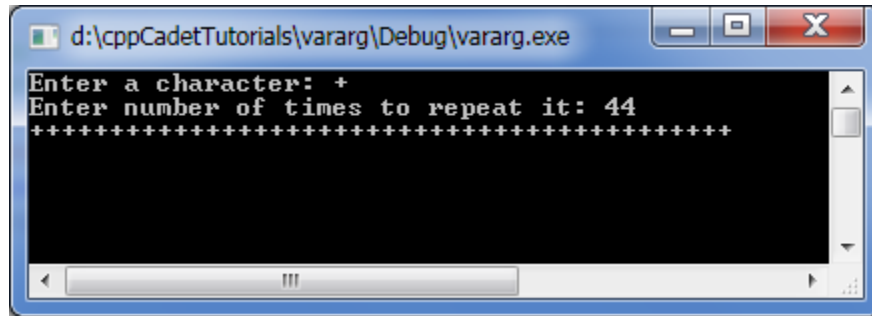 d:\cppCadetTutorials\vararg\Debug\vararg.exe
Enter a character: +
Enter number of times to repeat it: 44
++++++++++++++++++++++++++++++++++++++++++++